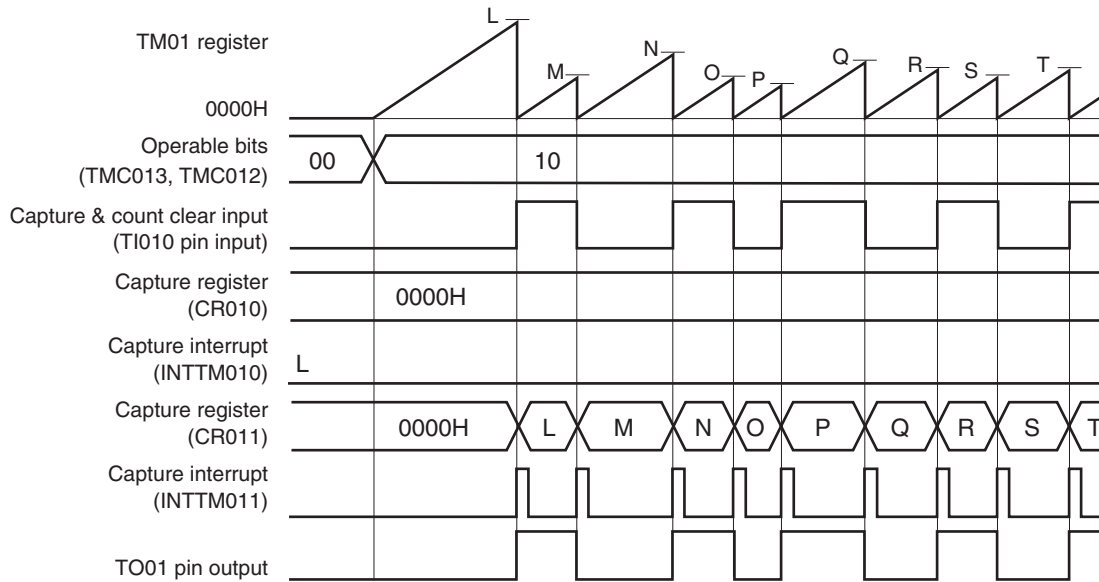 L
TM01 register
N
M
O
P
Q
R
S
T
0000H
Operable bits
(TMC013, TMC012)
00
10
Capture & count clear input
(TI010 pin input)
Capture register
(CR010)
0000H
Capture interrupt
(INTTM010)
L
Capture register
(CR011)
0000H
L
M
N
O
P
Q
R
S
T
Capture interrupt
(INTTM011)
TO01 pin output